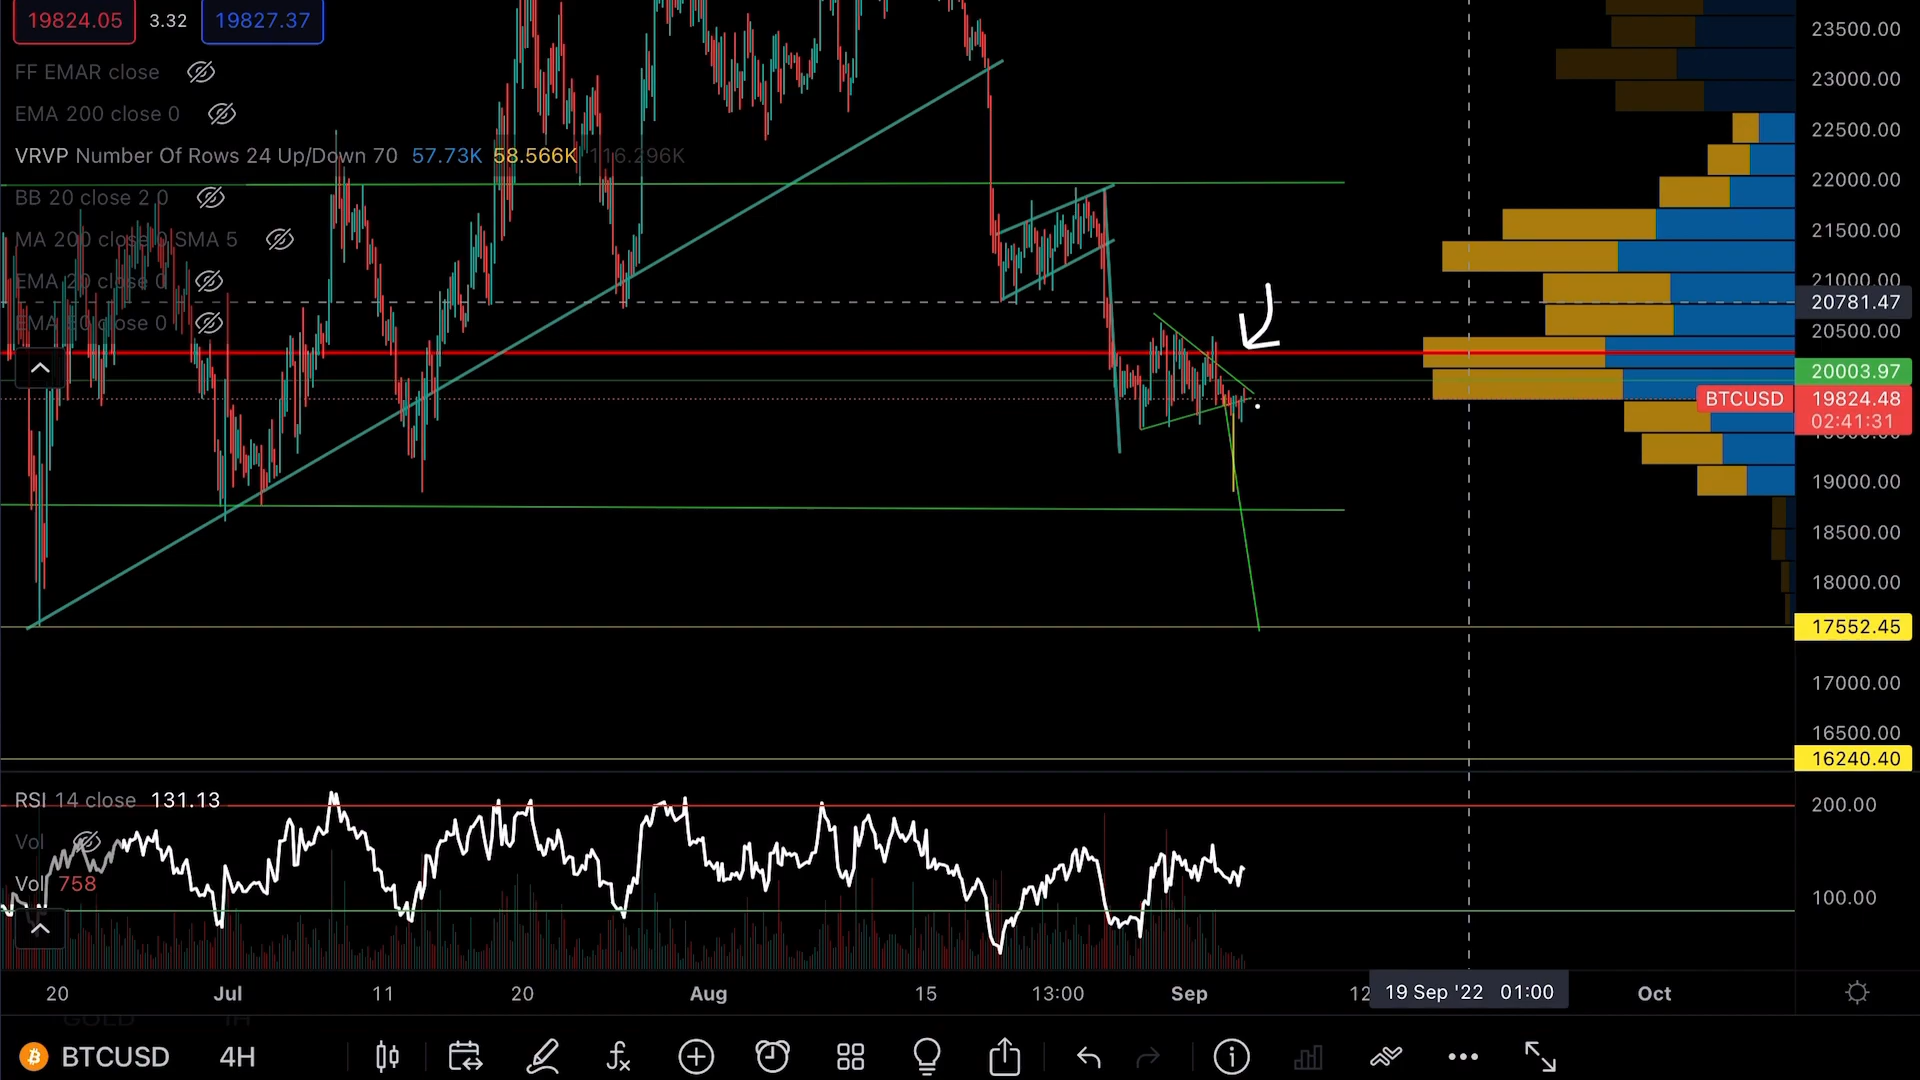 19824.05 3.32 19827.37
FF EMAR close
EMA 200 close 0
VRVP Number Of Rows 24 Up/Down 70 57.73K 58.566K 116.296K
BB 20 close 2 0
MA 200 close 0 SMA 5
EMA 20 close 0
close 0
23500.00
23000.00
22500.00
22000.00
21500.00
21000.00
20781.47
20500.00
20003.97
BTCUSD 19824.48
02:41:31
19000.00
18500.00
18000.00
17552.45
17000.00
16500.00
16240.40
RSI 14 close 131.13
200.00
Vol
Vol 758
100.00
20 Jul 11 20 Aug 15 13:00 Sep 12 19 Sep '22 01:00 Oct
BTCUSD 4H